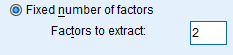 Fixed number of factors
Factors to extract: 2